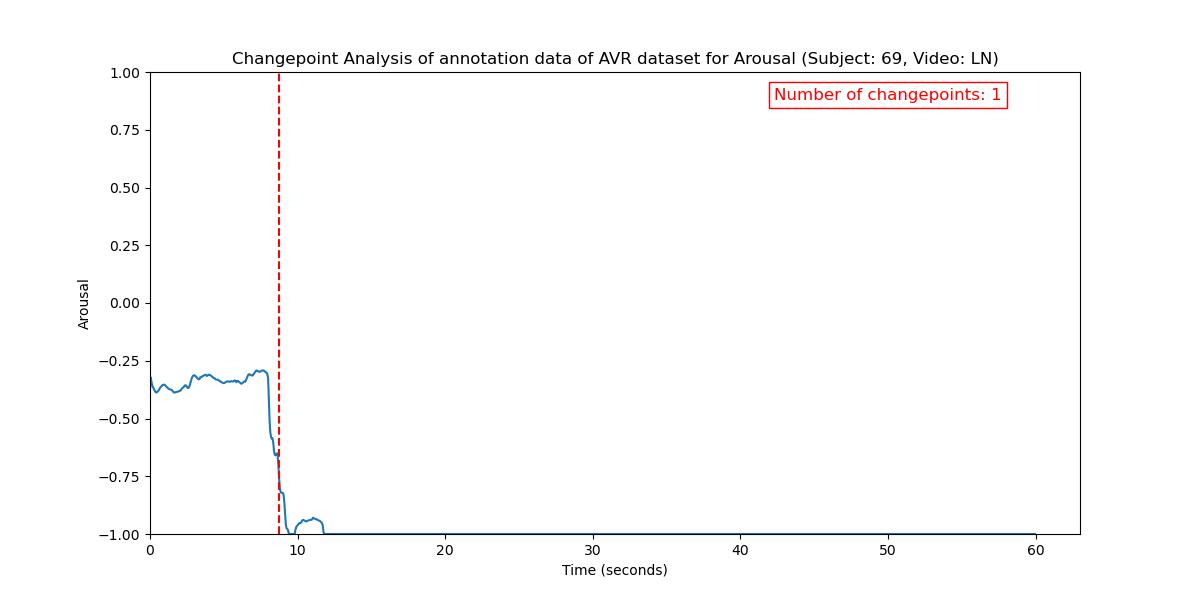 Changepoint Analysis of annotation data of AVR dataset for Arousal (Subject: 69, Video: LN)
Number of changepoints: 1
1.00
0.75
0.50
0.25
0.00
−0.25
−0.50
−0.75
−1.00
Arousal
0 10 20 30 40 50 60
Time (seconds)